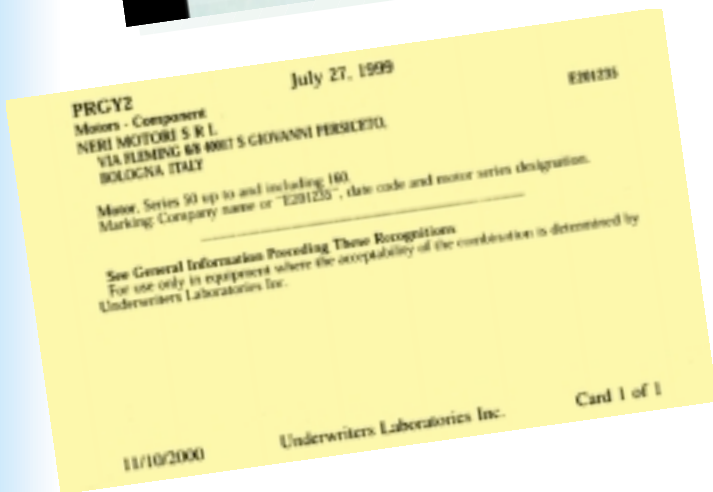 July 27, 1999
PRGY2
E201235
Motors - Component
NERI MOTORI S R L
VIA FLEMING 6/8 40017 S GIOVANNI PERSICETO,
BOLOGNA, ITALY
Motor, Series 50 up to and including 160.
Marking: Company name or "E201235", date code and motor series designation.
See General Information Preceding These Recognitions
For use only in equipment where the acceptability of the combination is determined by
Underwriters Laboratories Inc.
11/10/2000
Underwriters Laboratories Inc.
Card 1 of 1